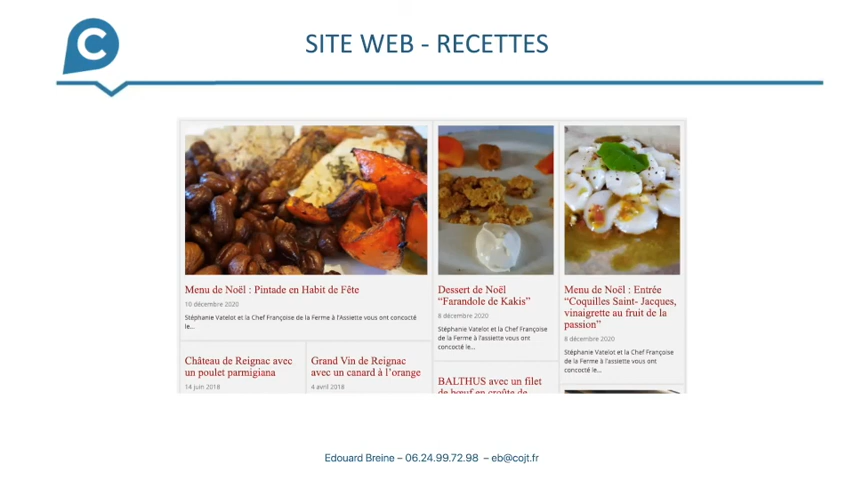 C
SITE WEB - RECETTES
Menu de Noël : Pintade en Habit de Fête
10 décembre 2020
Stéphanie Vatelot et la Chef Françoise de la Ferme à l'Assiette vous ont concocté
le...
Château de Reignac avec
un poulet parmigiana
14 juin 2018
Grand Vin de Reignac
avec un canard à l'orange
4 avril 2018
Dessert de Noël
“Farandole de Kakis”
8 décembre 2020
Stéphanie Vatelot et la Chef Françoise
de la Ferme à l'assiette vous ont
concocté le...
BALTHUS avec un filet
de bœuf en croûte de
Menu de Noël : Entrée
“Coquilles Saint- Jacques,
vinaigrette au fruit de la
passion”
8 décembre 2020
Stéphanie Vatelot et la Chef Françoise
de la Ferme à l'assiette vous ont
concocté le...
Edouard Breine – 06.24.99.72.98 – eb@cojt.fr